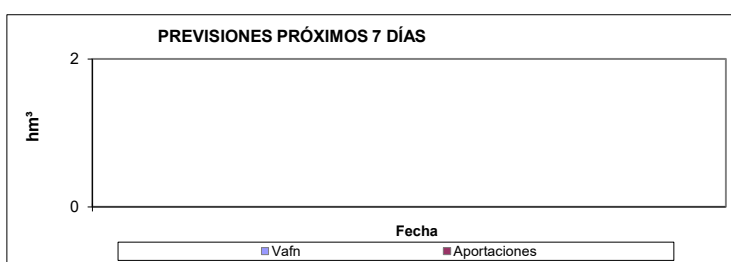 PREVISIONES PRÓXIMOS 7 DÍAS
2
hm³
0
Fecha
Vafn Aportaciones